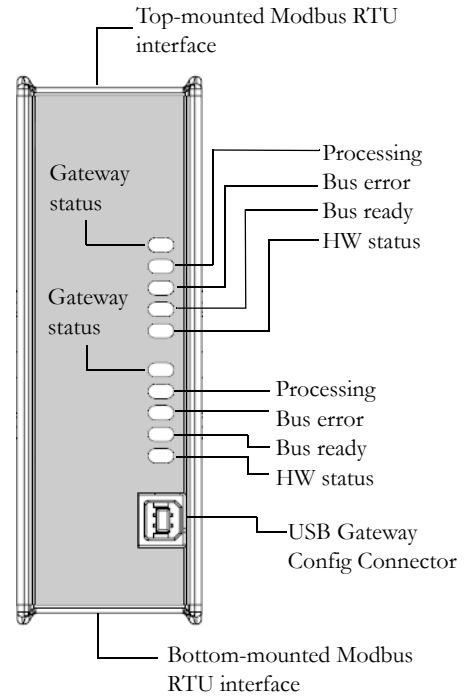 Top-mounted Modbus RTU
interface
Processing
Bus error
Bus ready
HW status
Gateway
status
Gateway
status
Processing
Bus error
Bus ready
HW status
USB Gateway
Config Connector
Bottom-mounted Modbus
RTU interface